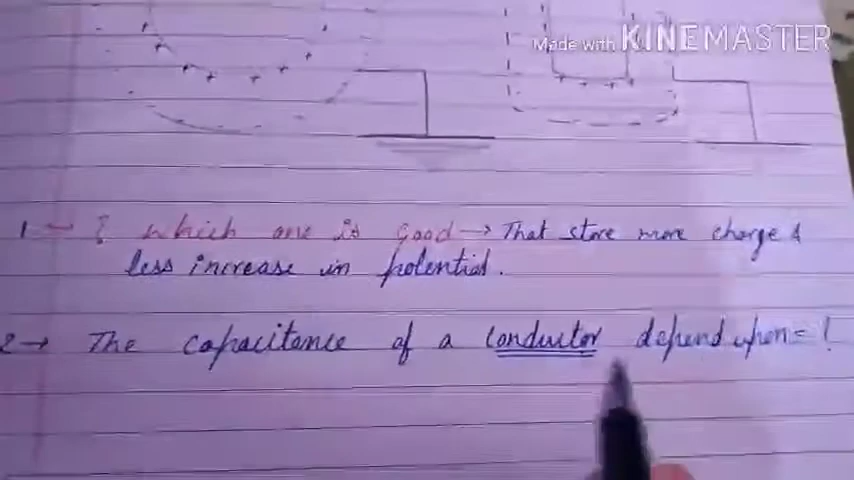 Made with KINEMASTER
1 → ? which one is good → That store more charge &
less increase in potential.
2 → The capacitance of a conductor depend upon = !